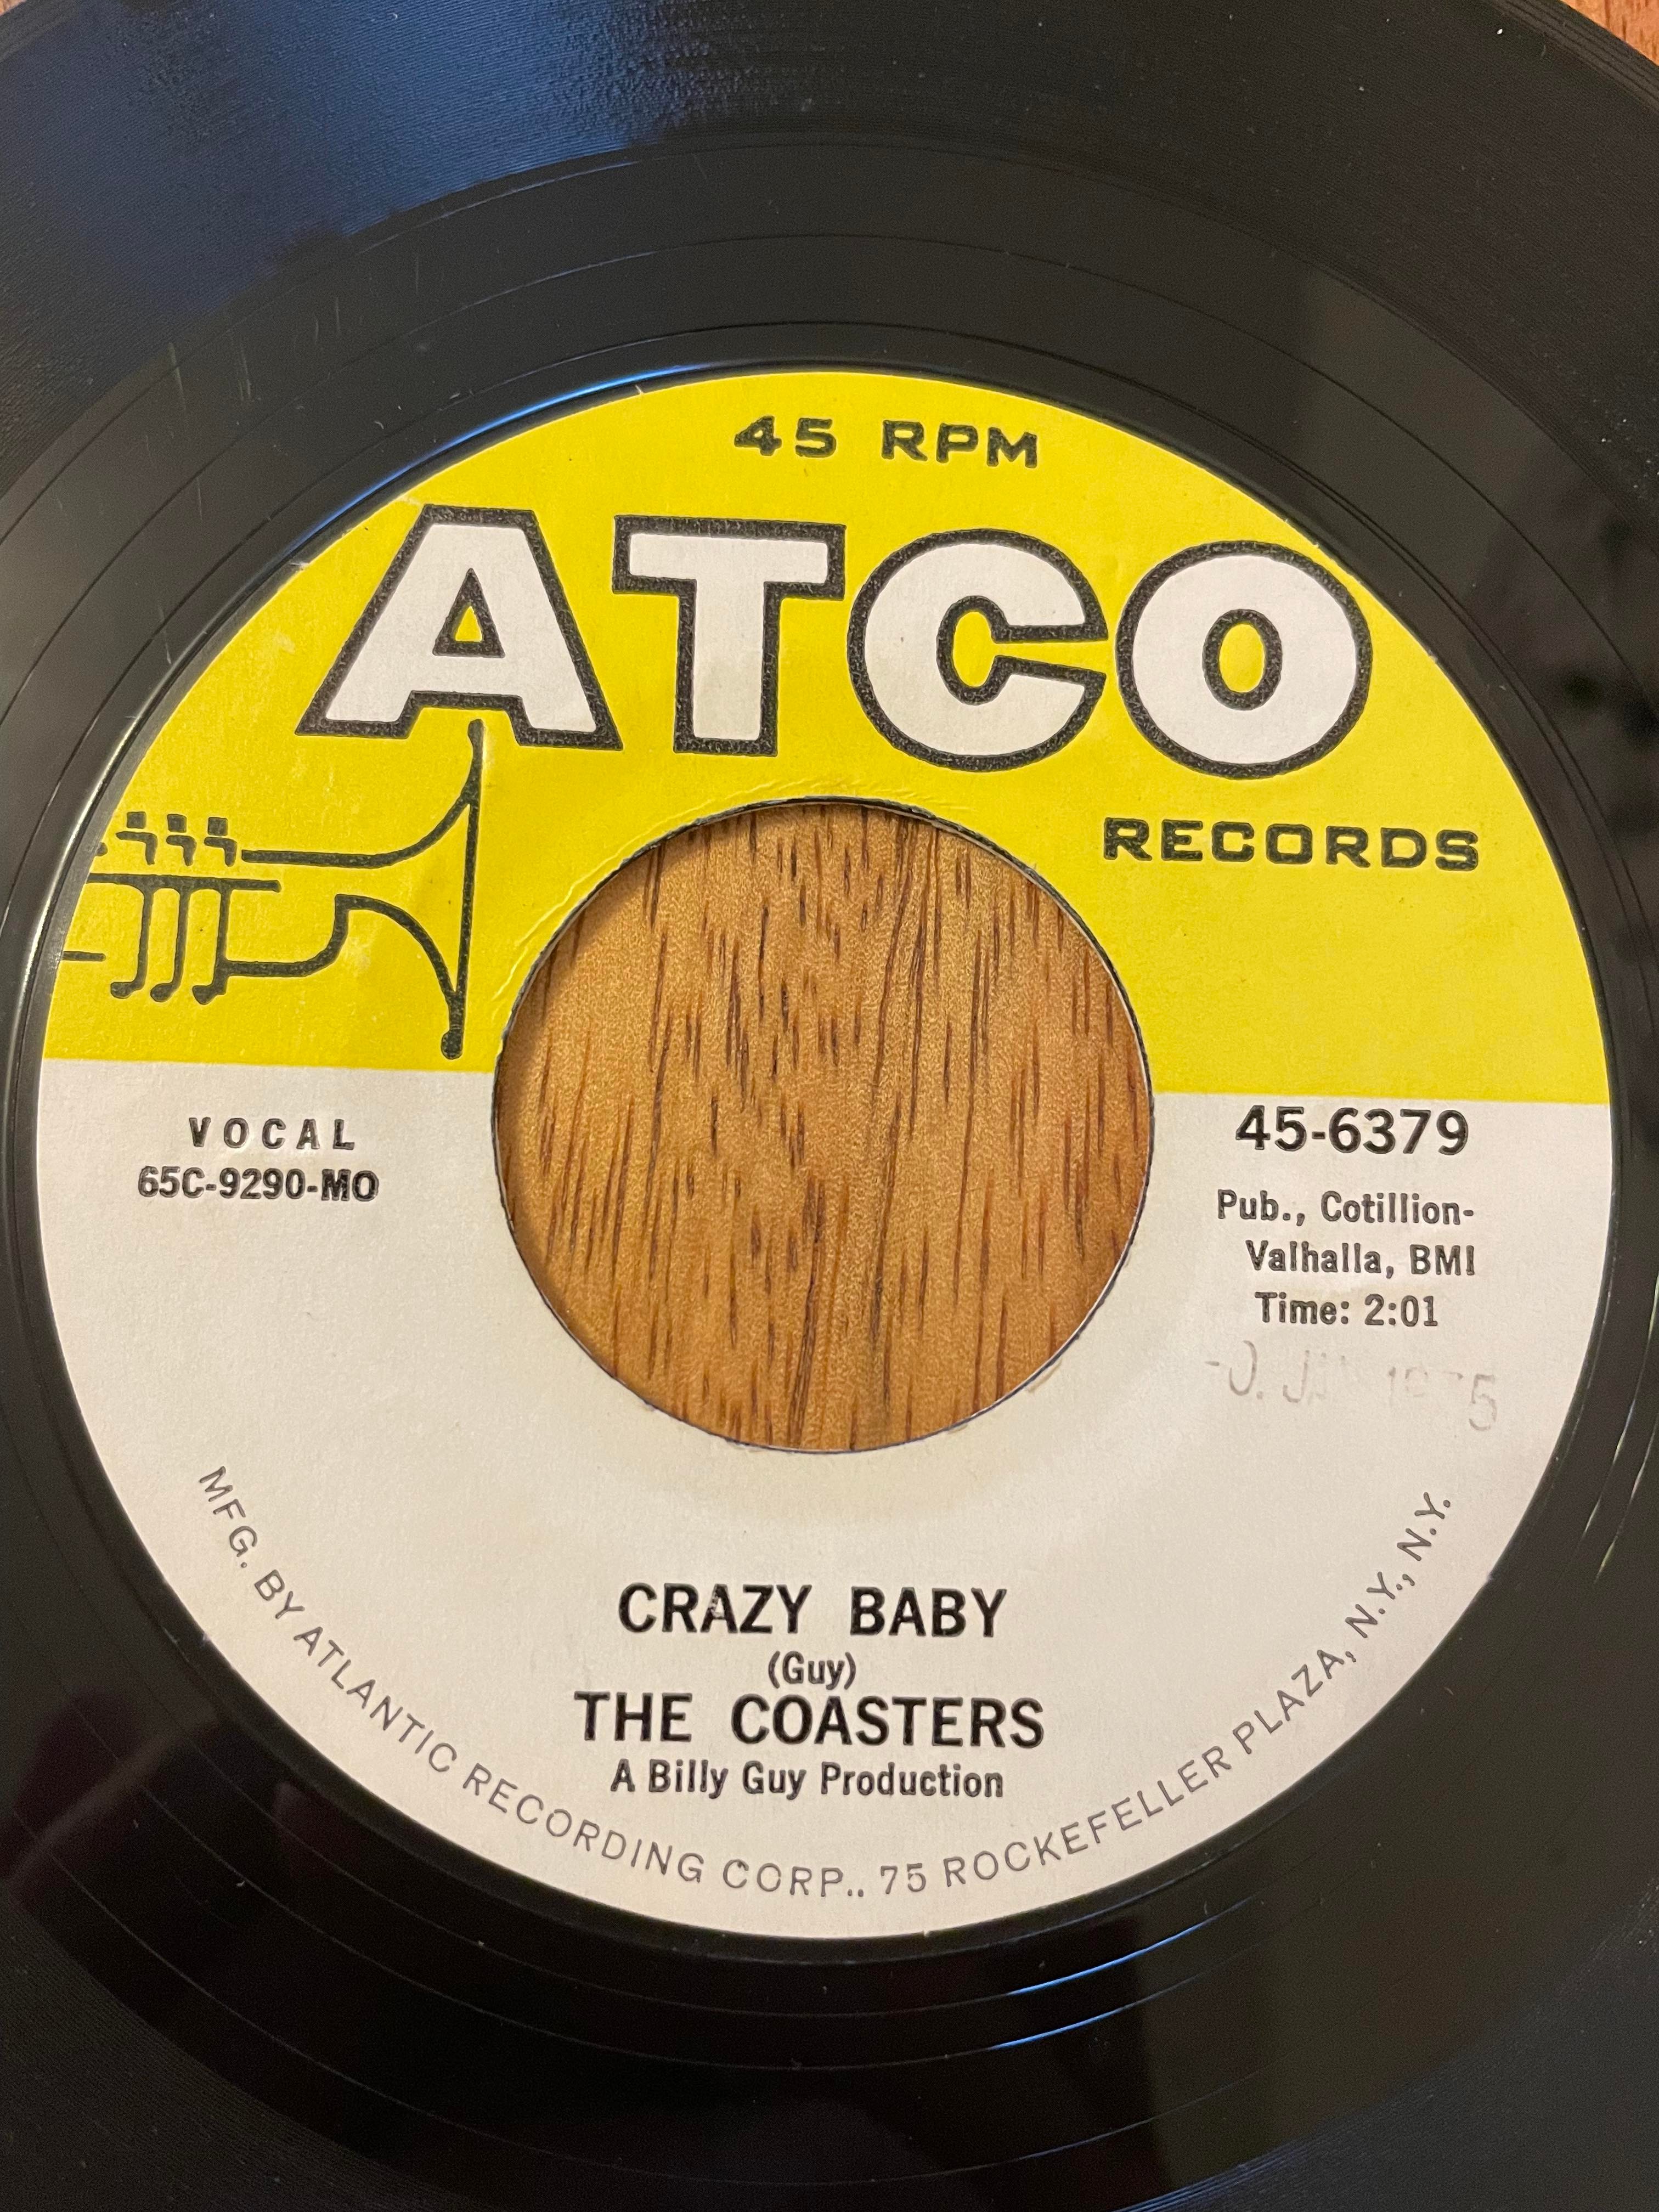 45 RPM
ATCO
RECORDS
VOCAL
65C-9290-MO
45-6379
Pub., Cotillion-
Valhalla, BMI
Time: 2:01
CRAZY BABY
(Guy)
THE COASTERS
A Billy Guy Production
MFG. BY ATLANTIC RECORDING CORP.. 75 ROCKEFELLER PLAZA, N.Y., N.Y.